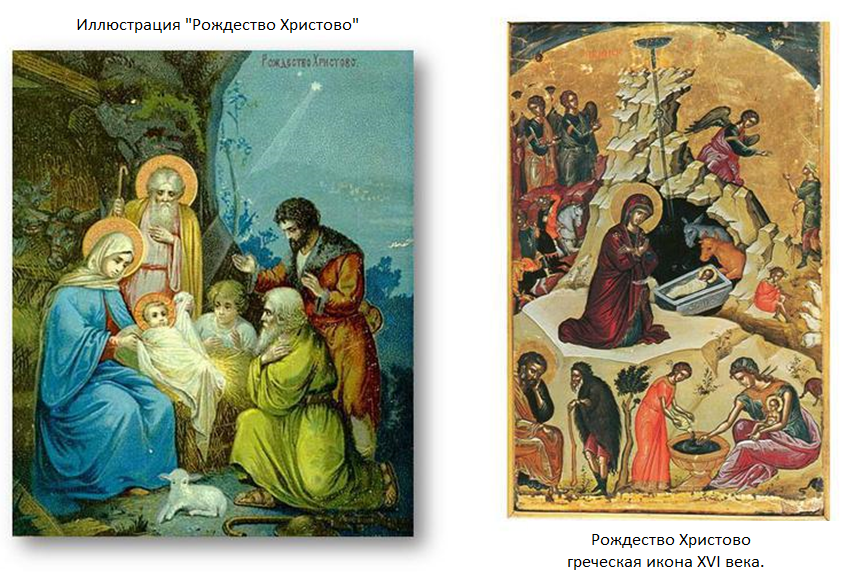 Иллюстрация "Рождество Христово"
Рождество Христово.
Рождество Христово
греческая икона XVI века.